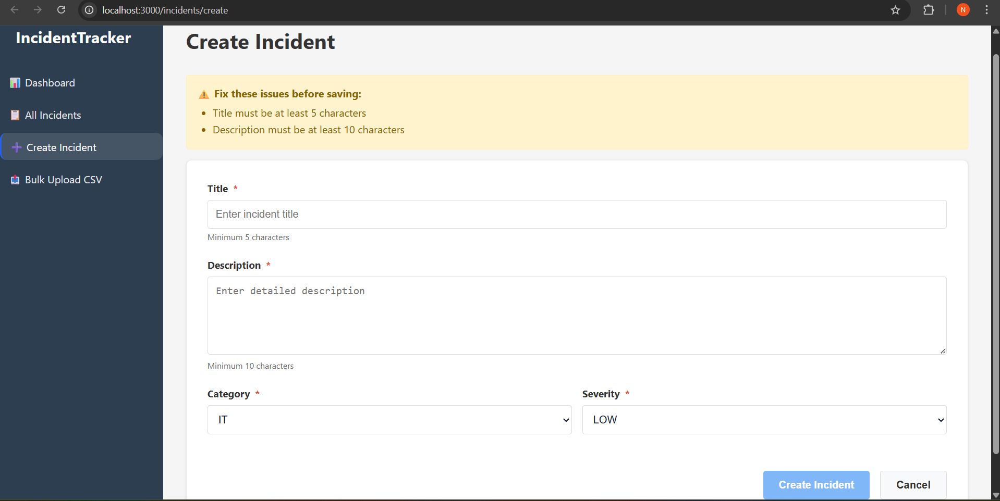 localhost:3000/incidents/create
N
IncidentTracker
Dashboard
All Incidents
Create Incident
Bulk Upload CSV
Create Incident
Fix these issues before saving:
• Title must be at least 5 characters
• Description must be at least 10 characters
Title *
Enter incident title
Minimum 5 characters
Description *
Enter detailed description
Minimum 10 characters
Category * Severity *
IT LOW
Create Incident Cancel